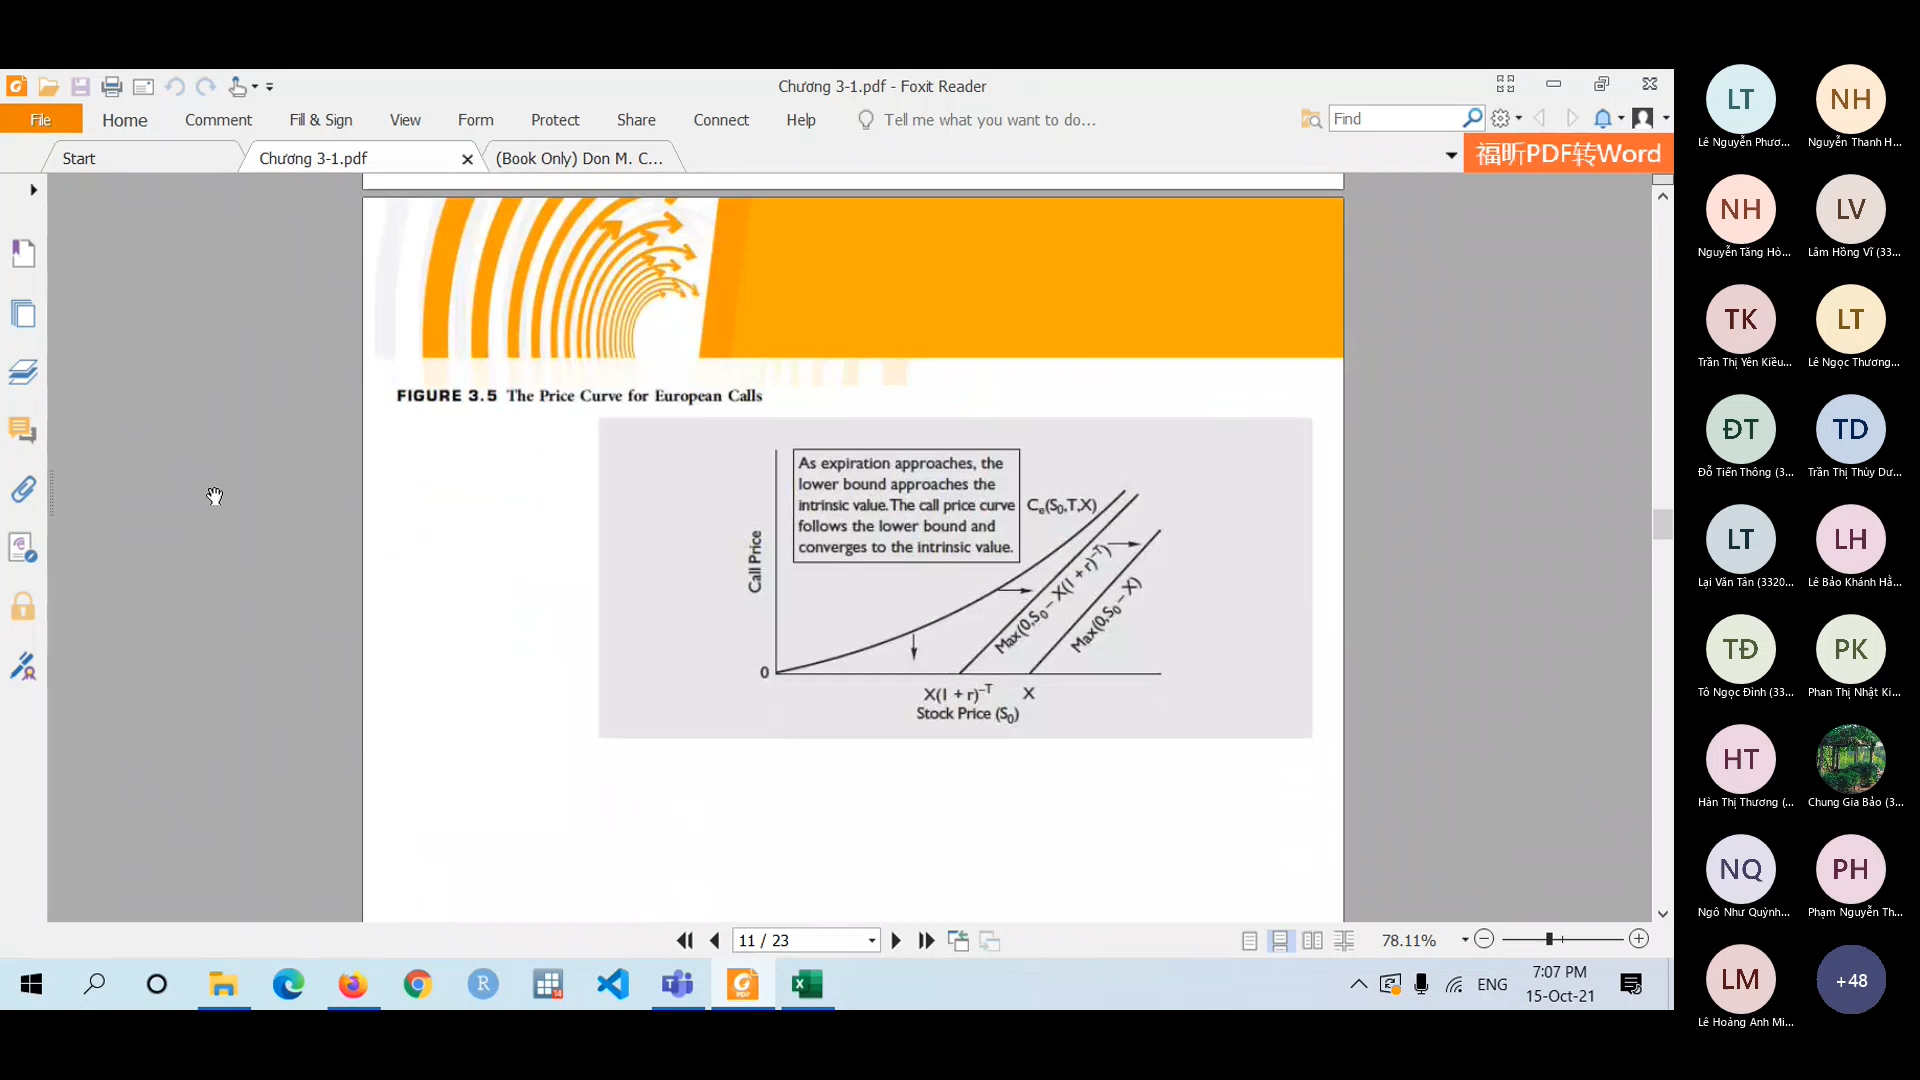 Chương 3-1.pdf - Foxit Reader
File Home Comment Fill & Sign View Form Protect Share Connect Help Tell me what you want to do... Find
Start Chương 3-1.pdf (Book Only) Don M. C... 福昕PDF转Word
FIGURE 3.5 The Price Curve for European Calls
As expiration approaches, the
lower bound approaches the
intrinsic value. The call price curve
follows the lower bound and
converges to the intrinsic value.
Cₑ(S₀,T,X)
Call Price
Max(0,S₀ – X(1 + r)⁻ᵀ)
Max(0,S₀ – X)
0
X(1 + r)⁻ᵀ X
Stock Price (S₀)
11 / 23 78.11%
ENG 7:07 PM
15-Oct-21
LT NH
Lê Nguyễn Phươ... Nguyễn Thanh H...
NH LV
Nguyễn Tăng Hò... Lâm Hồng Vĩ (33...
TK LT
Trần Thị Yên Kiều... Lê Ngọc Thương...
ĐT TD
Đỗ Tiến Thông (3... Trần Thị Thùy Dư...
LT LH
Lại Văn Tân (3320... Lê Bảo Khánh Hằ...
TĐ PK
Tô Ngọc Đình (33... Phan Thị Nhật Ki...
HT
Hàn Thị Thương (... Chung Gia Bảo (3...
NQ PH
Ngô Như Quỳnh... Phạm Nguyễn Th...
LM +48
Lê Hoàng Anh Mi...